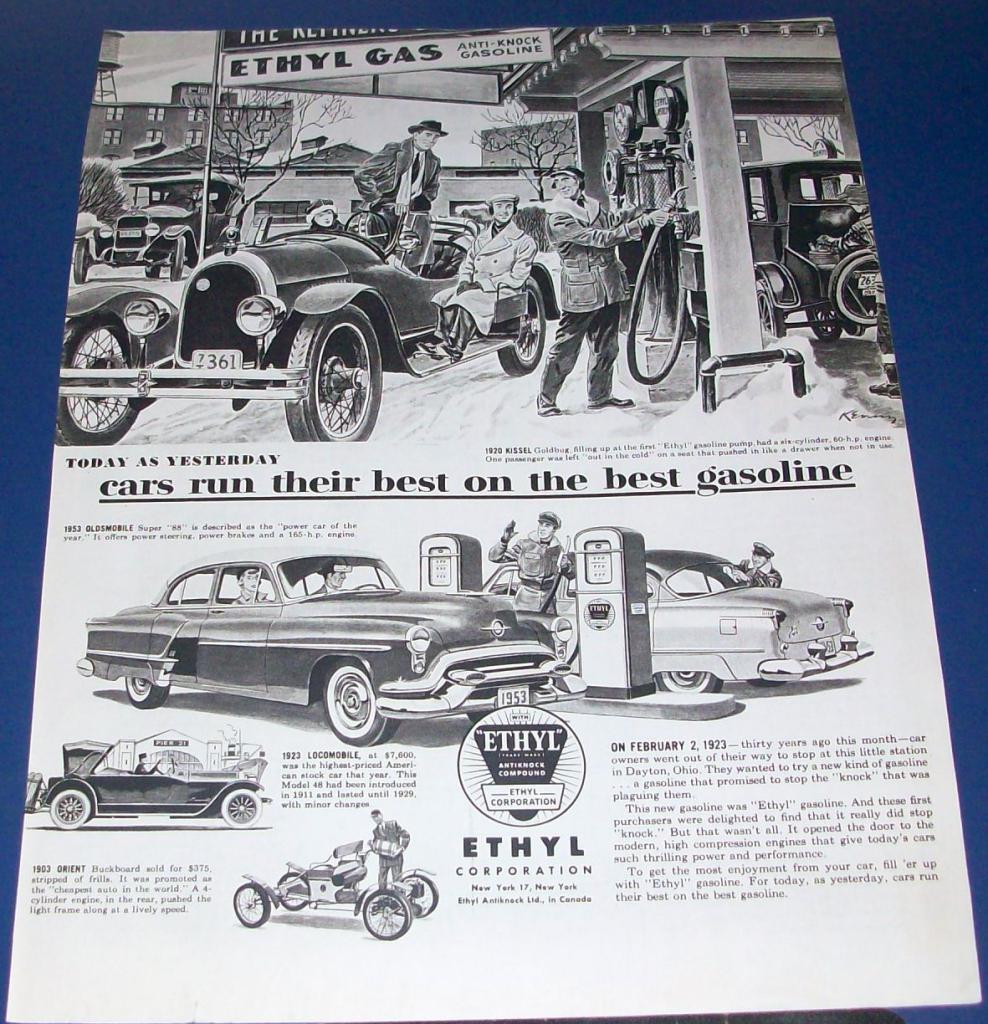 THE REFINERS
ETHYL GAS ANTI-KNOCK
GASOLINE
7361
TODAY AS YESTERDAY
1920 KISSEL Goldbug, filling up at the first "Ethyl" gasoline pump, had a six-cylinder, 60-h.p. engine.
One passenger was left "out in the cold" on a seat that pushed in like a drawer when not in use.
cars run their best on the best gasoline
1953 OLDSMOBILE Super "88" is described as the "power car of the
year." It offers power steering, power brakes and a 165-h.p. engine.
ETHYL
1953
PIER 21
1923 LOCOMOBILE, at $7,600,
was the highest-priced Ameri-
can stock car that year. This
Model 48 had been introduced
in 1911 and lasted until 1929,
with minor changes.
1903 ORIENT Buckboard sold for $375,
stripped of frills. It was promoted as
the "cheapest auto in the world." A 4-
cylinder engine, in the rear, pushed the
light frame along at a lively speed.
WITH
"ETHYL"
TRADE MARK
ANTIKNOCK
COMPOUND
ETHYL
CORPORATION
ETHYL
CORPORATION
New York 17, New York
Ethyl Antiknock Ltd., in Canada
ON FEBRUARY 2, 1923—thirty years ago this month—car
owners went out of their way to stop at this little station
in Dayton, Ohio. They wanted to try a new kind of gasoline
. . . a gasoline that promised to stop the "knock" that was
plaguing them.
This new gasoline was "Ethyl" gasoline. And these first
purchasers were delighted to find that it really did stop
"knock." But that wasn't all. It opened the door to the
modern, high compression engines that give today's cars
such thrilling power and performance.
To get the most enjoyment from your car, fill 'er up
with "Ethyl" gasoline. For today, as yesterday, cars run
their best on the best gasoline.